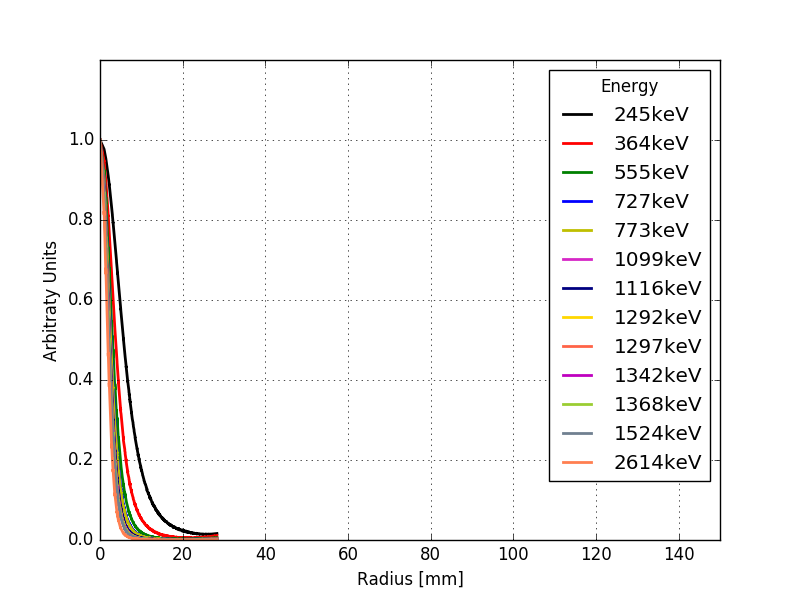 Energy
245keV
364keV
555keV
727keV
773keV
1099keV
1116keV
1292keV
1297keV
1342keV
1368keV
1524keV
2614keV
1.0
0.8
0.6
0.4
0.2
0.0
Arbitraty Units
0 20 40 60 80 100 120 140
Radius [mm]